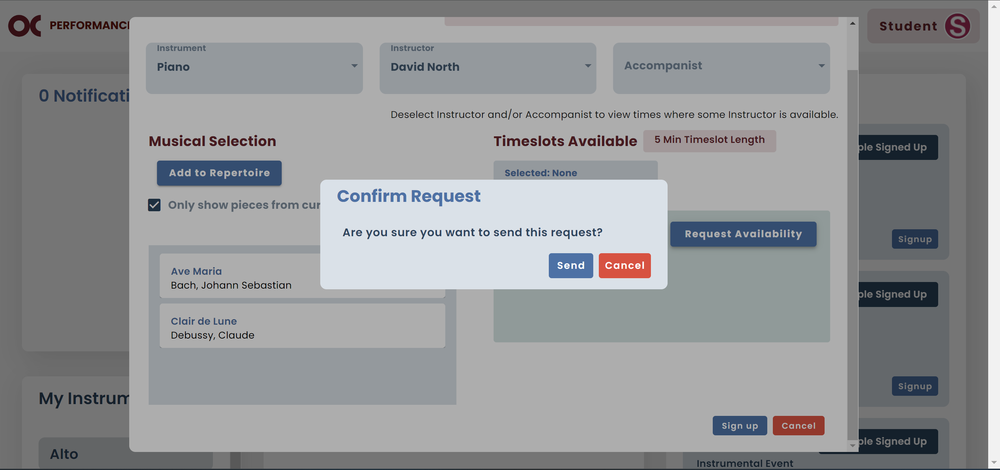 OC PERFORMANC
Student S
0 Notificati
Instrument
Piano
Instructor
David North
Accompanist
Deselect Instructor and/or Accompanist to view times where some Instructor is available.
Musical Selection
Timeslots Available
5 Min Timeslot Length
ple Signed Up
Add to Repertoire
Selected: None
Confirm Request
Only show pieces from cur
Are you sure you want to send this request?
Request Availability
Signup
Send
Cancel
Ave Maria
Bach, Johann Sebastian
ple Signed Up
Clair de Lune
Debussy, Claude
Signup
My Instrum
Sign up
Cancel
ple Signed Up
Alto
Instrumental Event